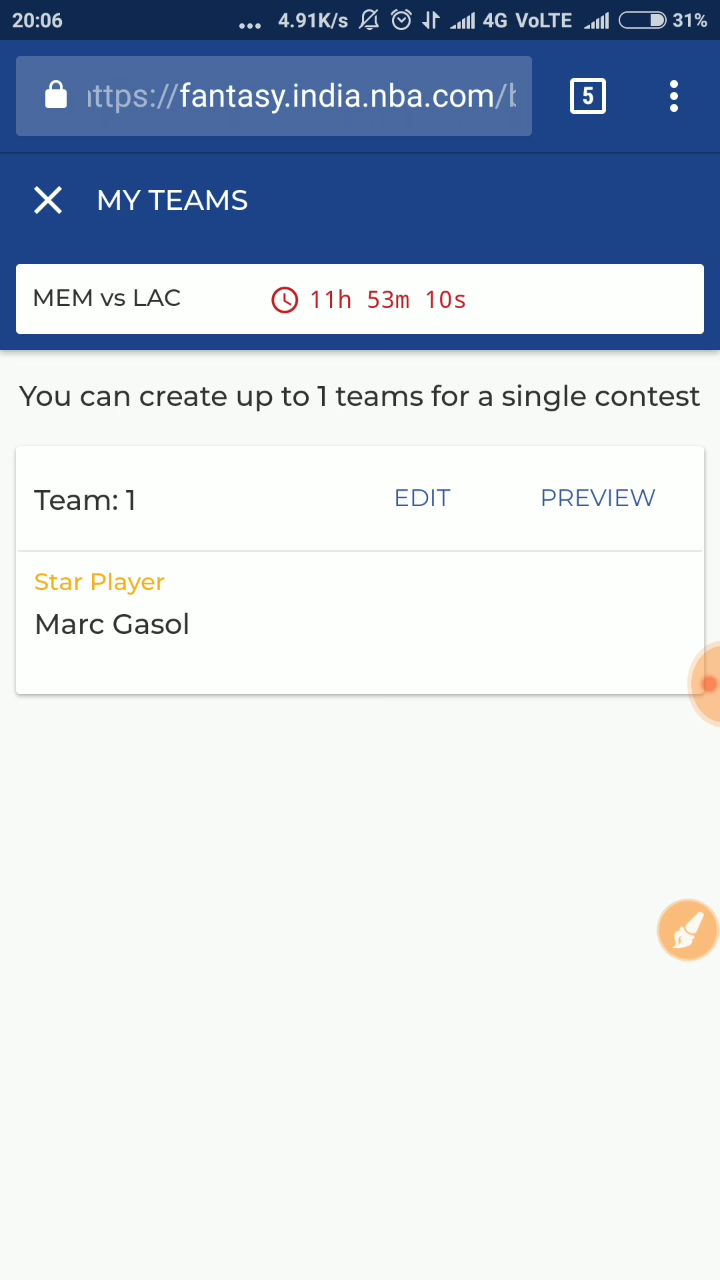 20:06 ... 4.91K/s 4G VoLTE 31%
https://fantasy.india.nba.com/b 5
MY TEAMS
MEM vs LAC 11h 53m 10s
You can create up to 1 teams for a single contest
Team: 1 EDIT PREVIEW
Star Player
Marc Gasol